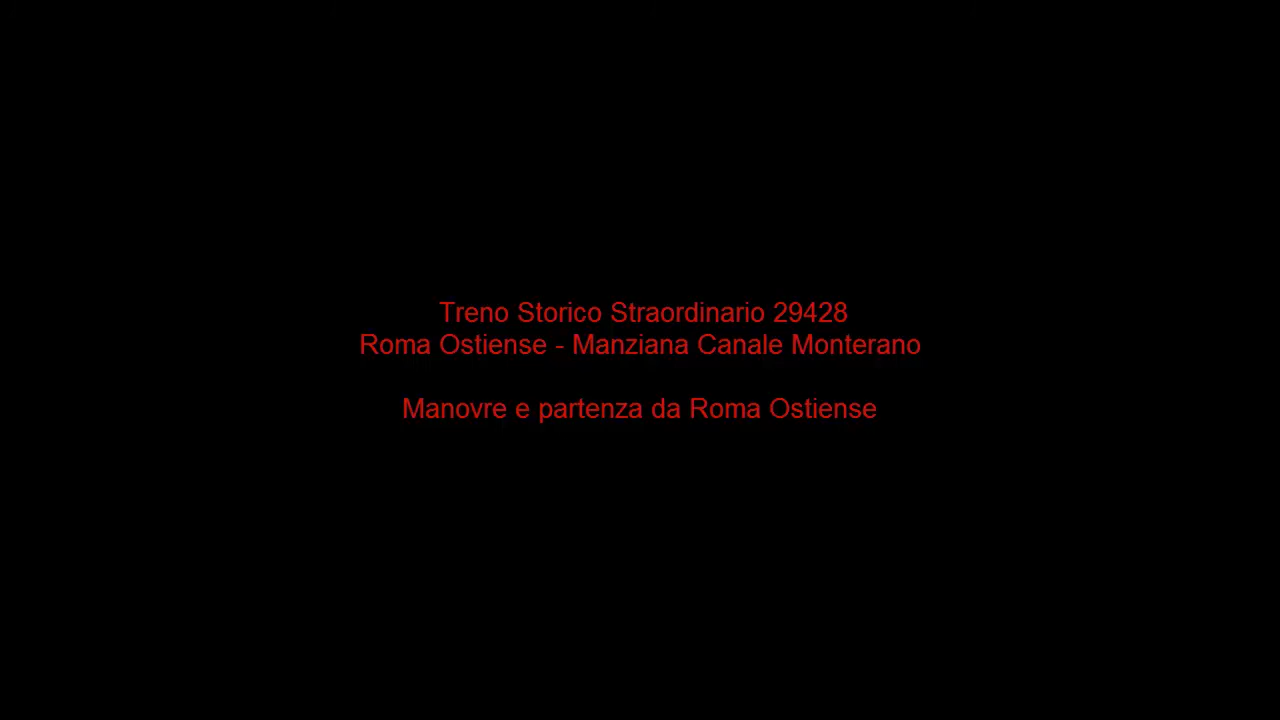 Treno Storico Straordinario 29428
Roma Ostiense - Manziana Canale Monterano
Manovre e partenza da Roma Ostiense